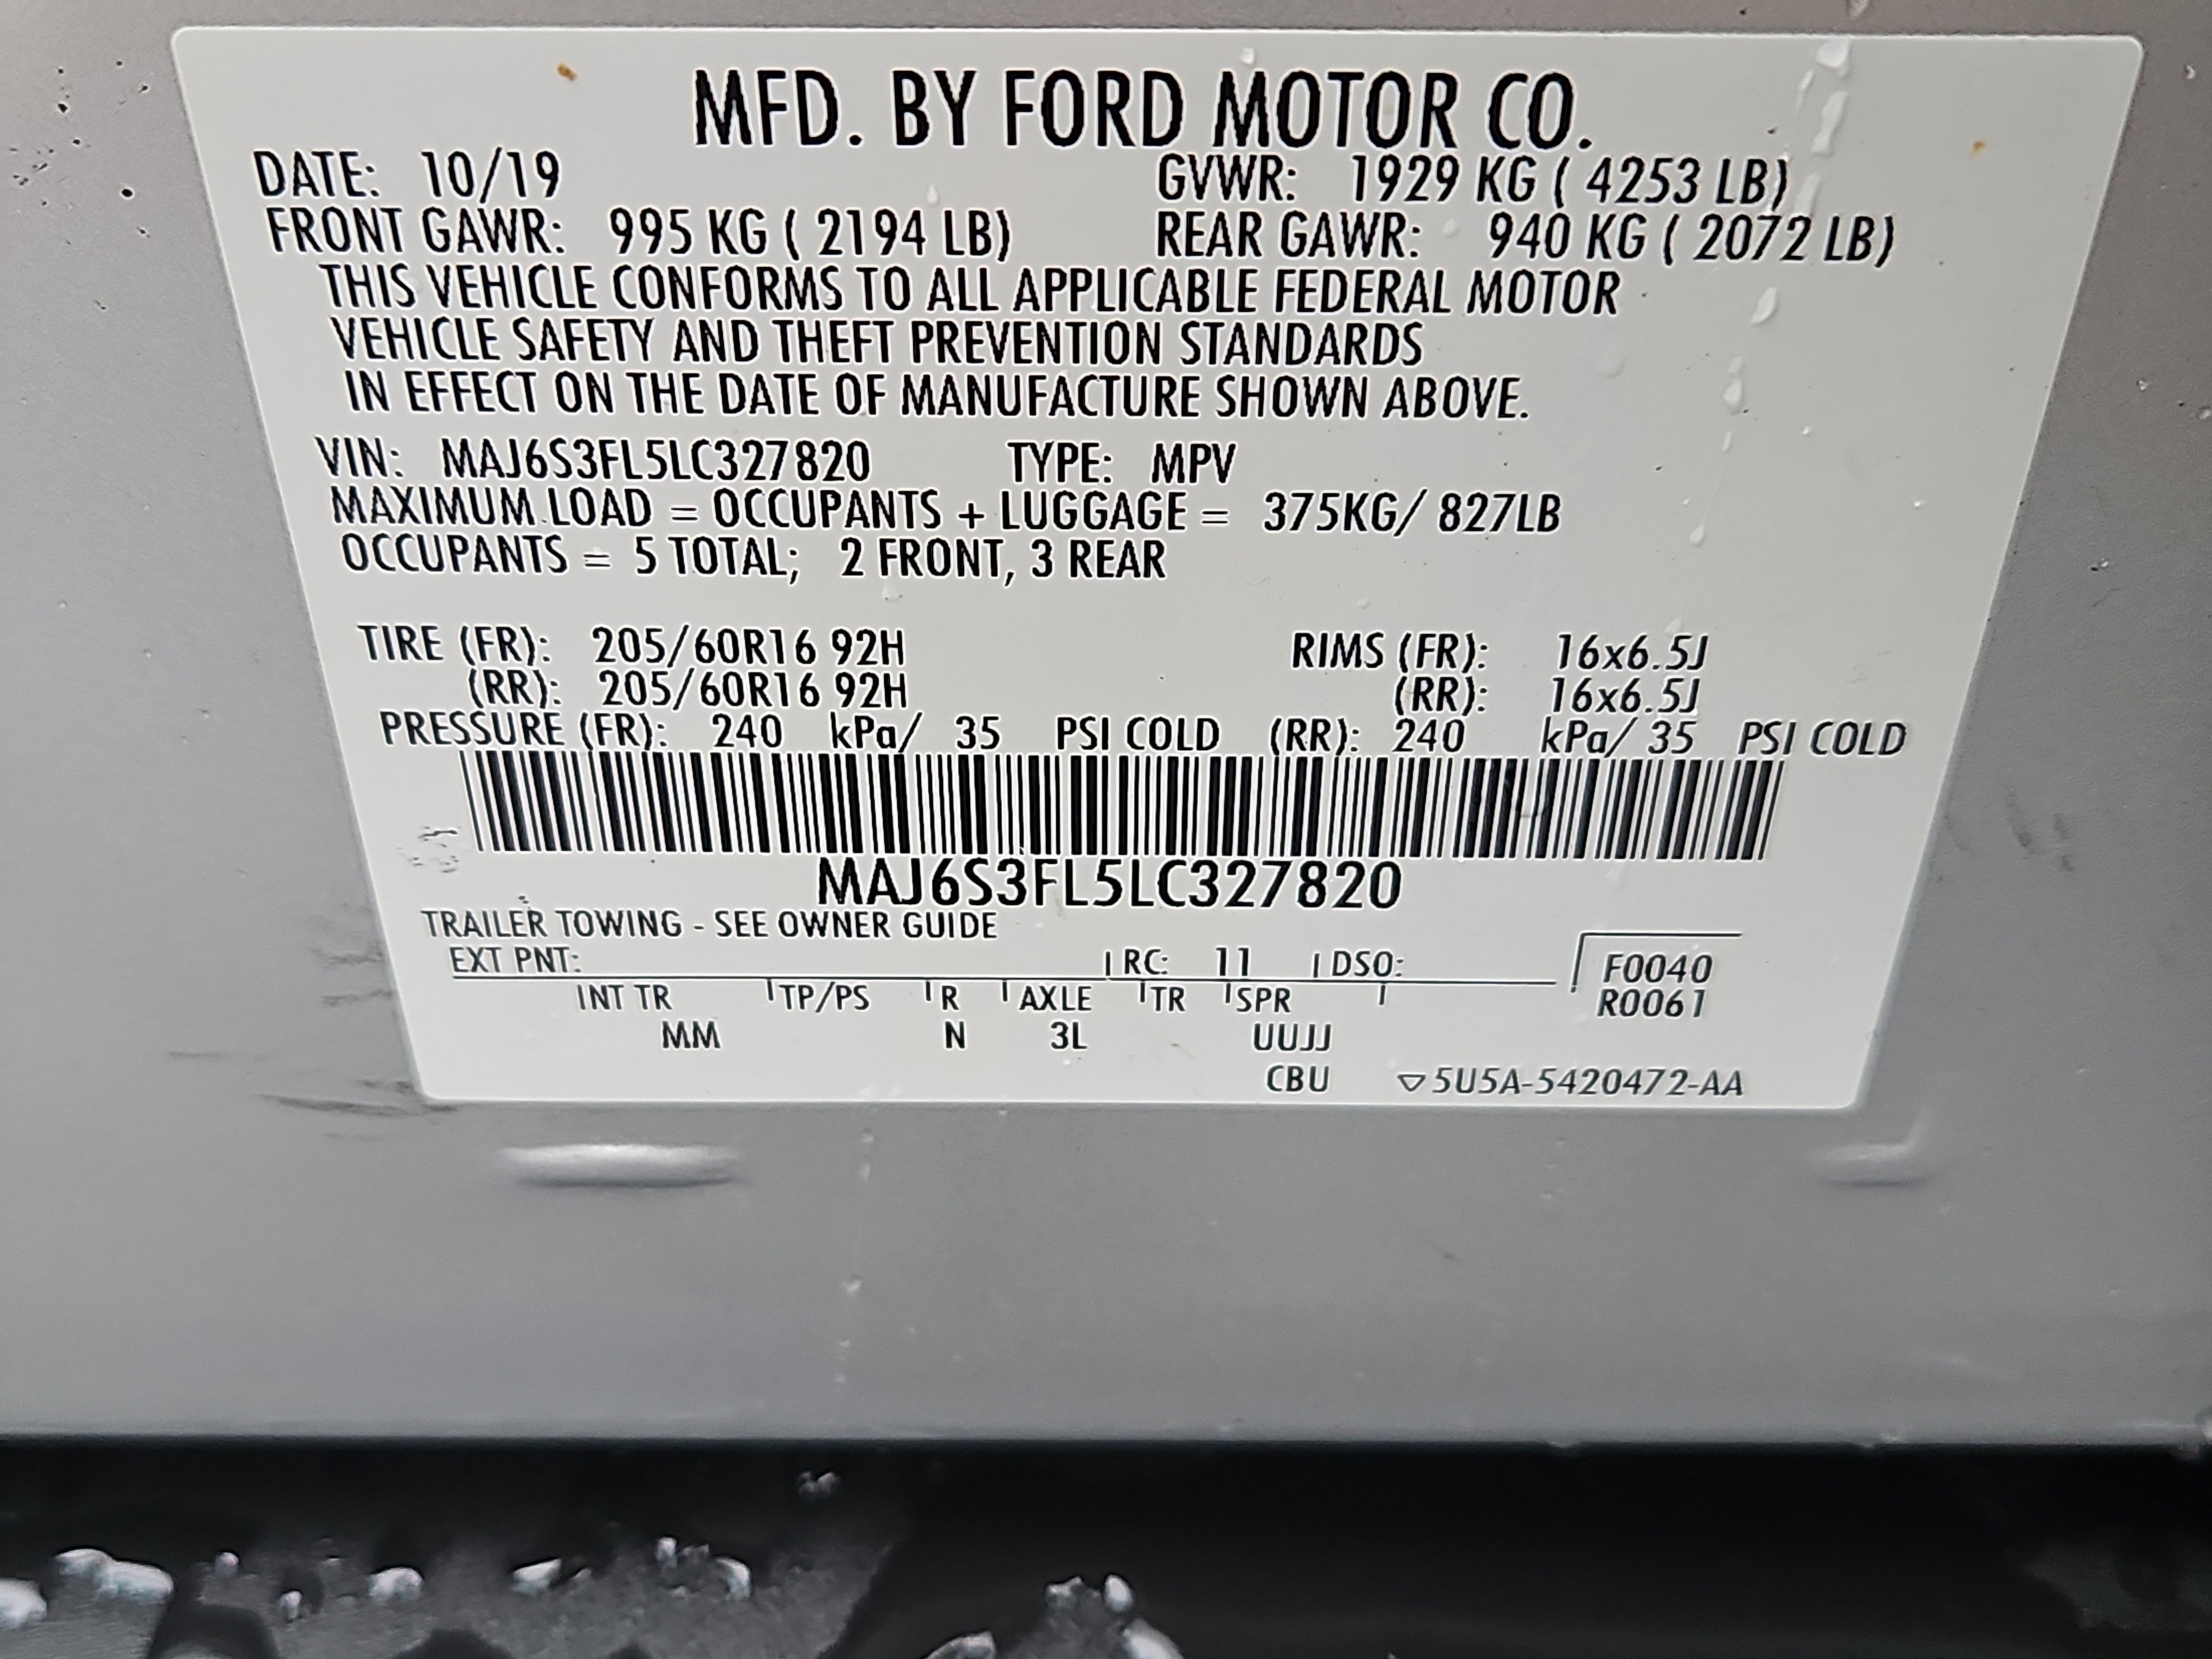 MFD. BY FORD MOTOR CO.
DATE: 10/19 GVWR: 1929 KG ( 4253 LB)
FRONT GAWR: 995 KG ( 2194 LB) REAR GAWR: 940 KG ( 2072 LB)
THIS VEHICLE CONFORMS TO ALL APPLICABLE FEDERAL MOTOR
VEHICLE SAFETY AND THEFT PREVENTION STANDARDS
IN EFFECT ON THE DATE OF MANUFACTURE SHOWN ABOVE.
VIN: MAJ6S3FL5LC327820 TYPE: MPV
MAXIMUM LOAD = OCCUPANTS + LUGGAGE = 375KG/ 827LB
OCCUPANTS = 5 TOTAL; 2 FRONT, 3 REAR
TIRE (FR): 205/60R16 92H RIMS (FR): 16x6.5J
(RR): 205/60R16 92H (RR): 16x6.5J
PRESSURE (FR): 240 kPa/ 35 PSI COLD (RR): 240 kPa/ 35 PSI COLD
MAJ6S3FL5LC327820
TRAILER TOWING - SEE OWNER GUIDE
EXT PNT: RC: 11 DSO: F0040
INT TR TP/PS R AXLE TR SPR R0061
MM N 3L UUJJ
CBU ▽5U5A-5420472-AA